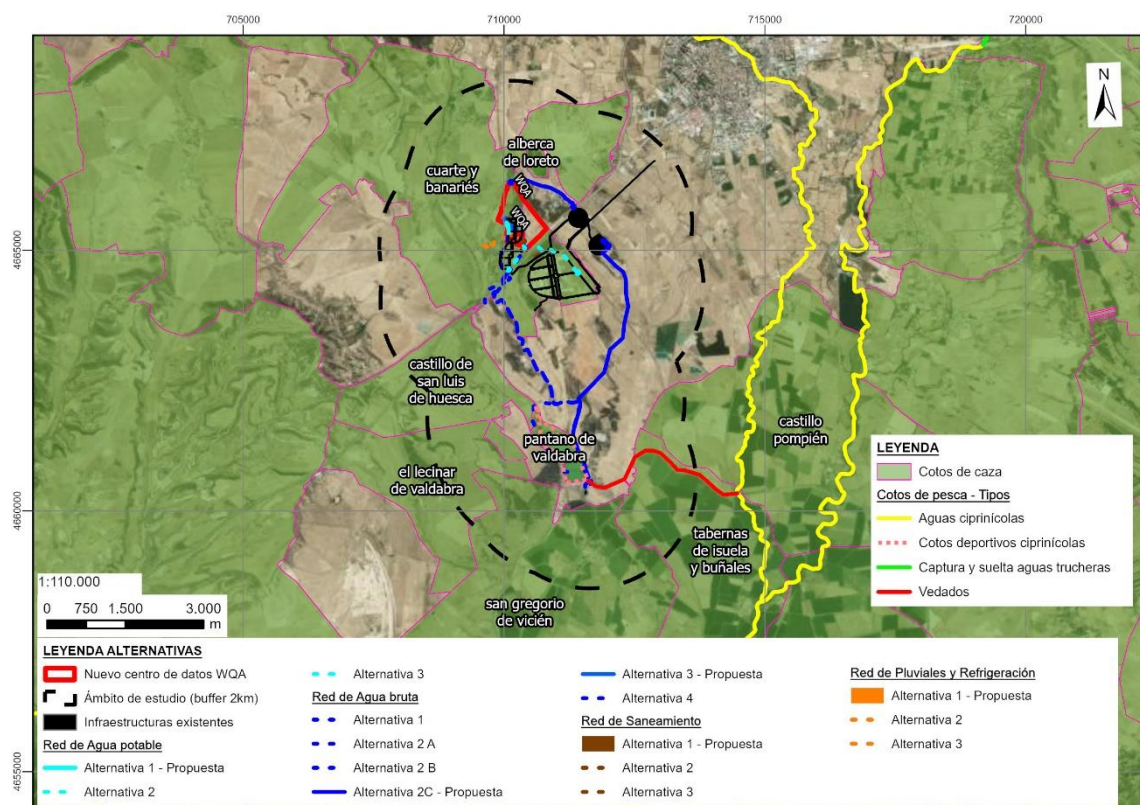 705000
710000
715000
720000
N
alberca
de loreto
cuarte y
banariés
WQA
WQA
4665000
4665000
castillo de
san luis
de huesca
castillo
pompién
pantano de
valdabra
el lecinar
de valdabra
4660000
4660000
tabernas
de isuela
y buñales
san gregorio
de vicién
LEYENDA
Cotos de caza
Cotos de pesca - Tipos
Aguas ciprinícolas
Cotos deportivos ciprinícolas
Captura y suelta aguas trucheras
Vedados
1:110.000
0 750 1.500 3.000
m
LEYENDA ALTERNATIVAS
Nuevo centro de datos WQA
Ámbito de estudio (buffer 2km)
Infraestructuras existentes
Red de Agua potable
Alternativa 1 - Propuesta
Alternativa 2
Alternativa 3
Red de Agua bruta
Alternativa 1
Alternativa 2 A
Alternativa 2 B
Alternativa 2C - Propuesta
Alternativa 3 - Propuesta
Alternativa 4
Red de Saneamiento
Alternativa 1 - Propuesta
Alternativa 2
Alternativa 3
Red de Pluviales y Refrigeración
Alternativa 1 - Propuesta
Alternativa 2
Alternativa 3
4655000
4655000